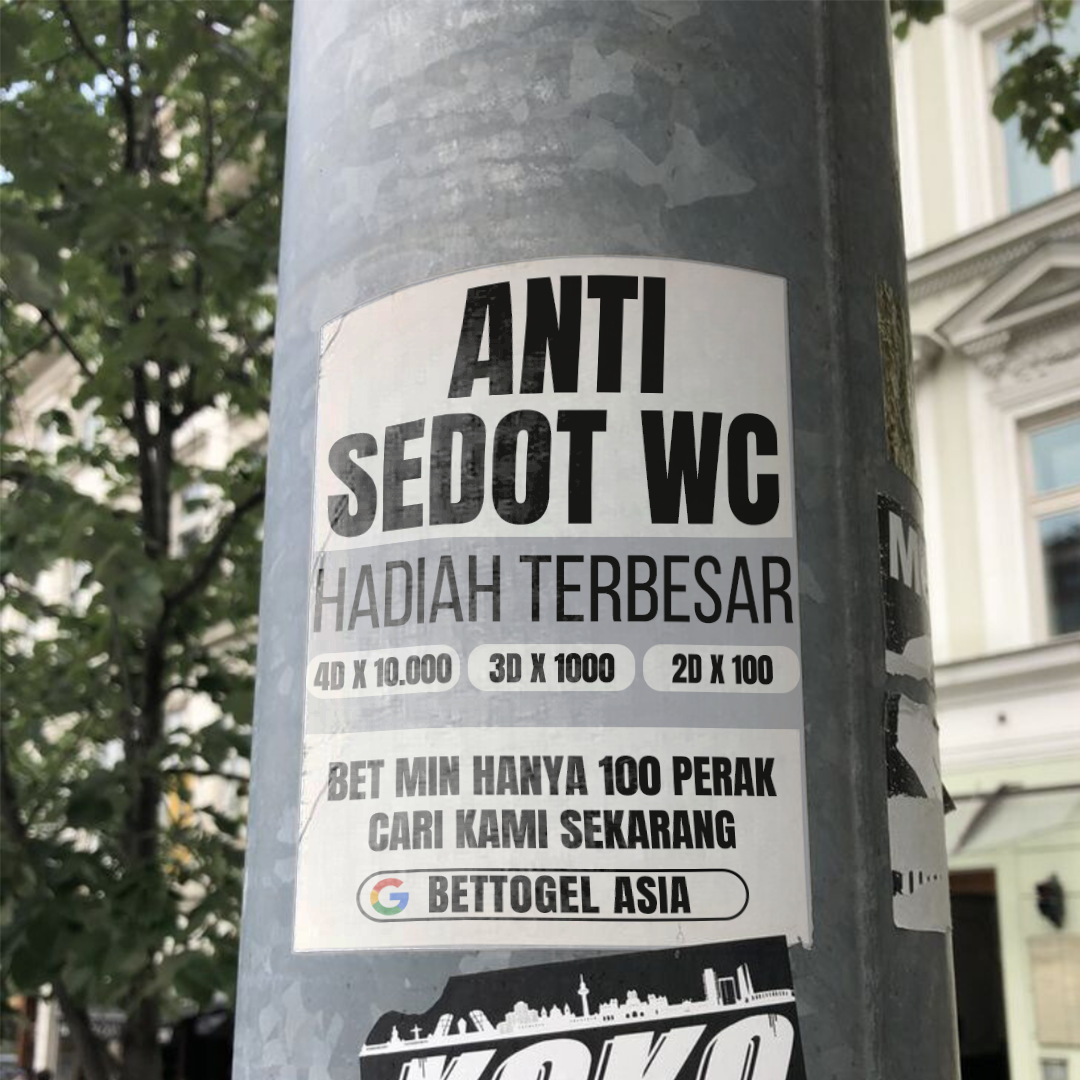 ANTI
SEDOT WC
HADIAH TERBESAR
4D X 10.000 3D X 1000 2D X 100
BET MIN HANYA 100 PERAK
CARI KAMI SEKARANG
G BETTOGEL ASIA
KOKO